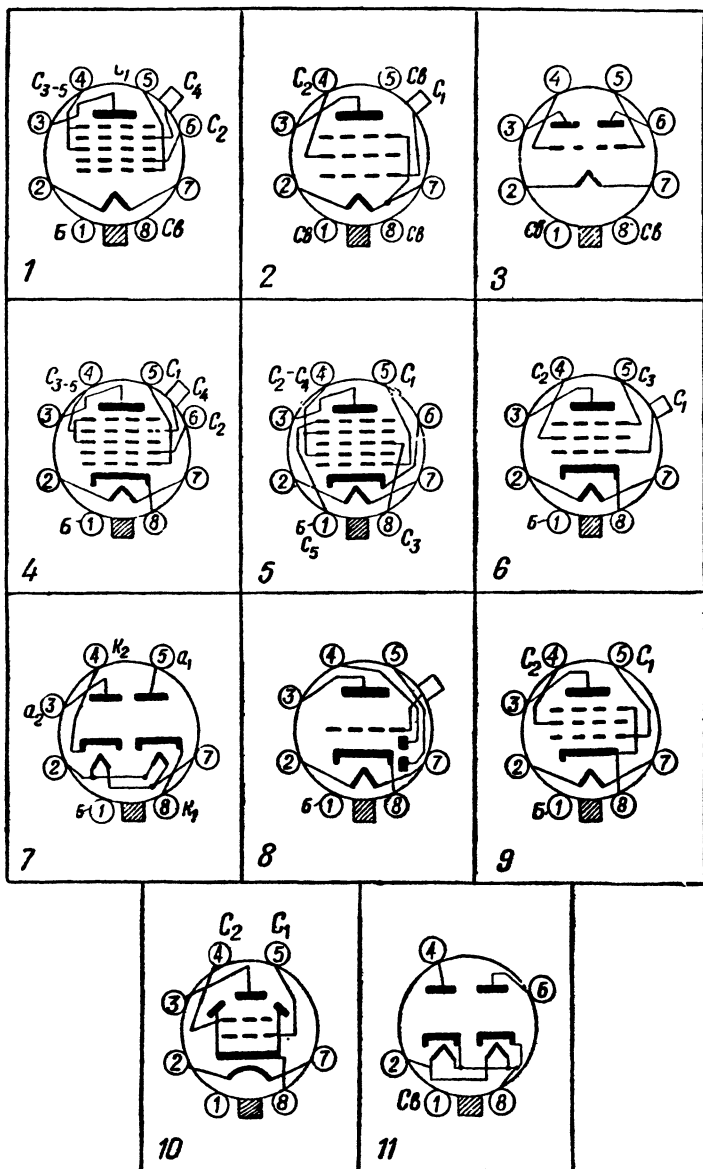 C₁
C₃₋₅ ④ ⑤ C₄
③ ⑥ C₂
② ⑦
Б ① ⑧ Св
1
C₂ ④ ⑤ Св C₁
③
② ⑦
Св ① ⑧ Св
2
④ ⑤
③ ⑥
② ⑦
Св ① ⑧ Св
3
C₃₋₅ ④ ⑤ C₁
C₄
③ ⑥ C₂
② ⑦
Б ① ⑧
4
C₂-C₄ ④ ⑤ C₁
③ ⑥
② ⑦
Б ① ⑧ C₃
C₅
5
C₂ ④ ⑤ C₃
③ C₁
② ⑦
Б ① ⑧
6
④ К₂ ⑤ а₁
а₂ ③
② ⑦
Б ① ⑧ К₁
7
④ ⑤
③
② ⑦
Б ① ⑧
8
C₂ ④ ⑤ C₁
③
② ⑦
Б ① ⑧
9
C₂ C₁
④ ⑤
③
② ⑦
① ⑧
10
④
⑥
②
Св ① ⑧
11